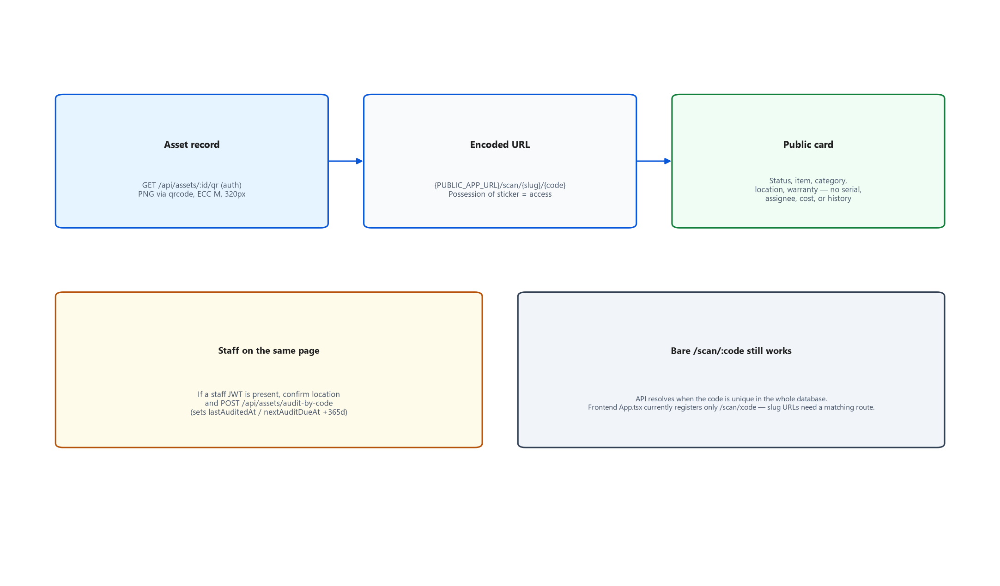 Asset record
GET /api/assets/:id/qr (auth)
PNG via qrcode, ECC M, 320px
Encoded URL
{PUBLIC_APP_URL}/scan/{slug}/{code}
Possession of sticker = access
Public card
Status, item, category,
location, warranty — no serial,
assignee, cost, or history
Staff on the same page
If a staff JWT is present, confirm location
and POST /api/assets/audit-by-code
(sets lastAuditedAt / nextAuditDueAt +365d)
Bare /scan/:code still works
API resolves when the code is unique in the whole database.
Frontend App.tsx currently registers only /scan/:code — slug URLs need a matching route.